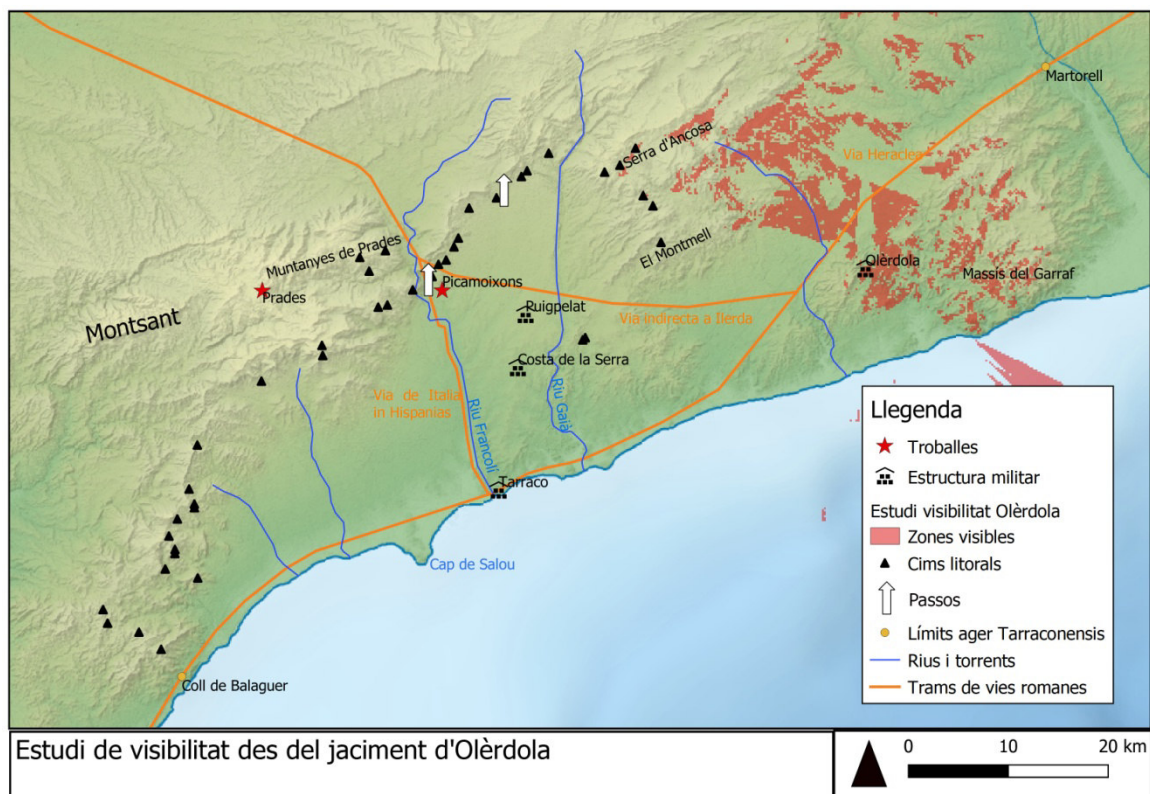 Martorell
Via Heraclea
Serra d'Ancosa
El Montmell
Olèrdola
Massis del Garraf
Muntanyes de Prades
Prades
Picamoixons
Montsant
Puigpelat
Via indirecta a Ilerda
Costa de la Serra
Via de Italia
in Hispanias
Riu Francolí
Riu Gaià
Tarraco
Cap de Salou
Coll de Balaguer
Llegenda
Troballes
Estructura militar
Estudi visibilitat Olèrdola
Zones visibles
Cims litorals
Passos
Límits ager Tarraconensis
Rius i torrents
Trams de vies romanes
Estudi de visibilitat des del jaciment d'Olèrdola
0 10 20 km